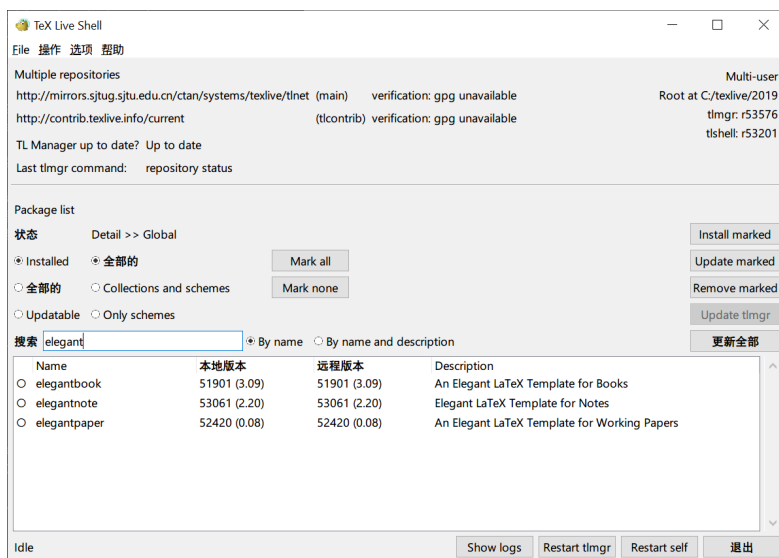 TeX Live Shell
File 操作 选项 帮助
Multiple repositories
Multi-user
http://mirrors.sjtug.sjtu.edu.cn/ctan/systems/texlive/tlnet (main) verification: gpg unavailable
Root at C:/texlive/2019
http://contrib.texlive.info/current (tlcontrib) verification: gpg unavailable
tlmgr: r53576
tlshell: r53201
TL Manager up to date? Up to date
Last tlmgr command: repository status
Package list
状态 Detail >> Global Install marked
Installed 全部的 Mark all Update marked
全部的 Collections and schemes Mark none Remove marked
Updatable Only schemes Update tlmgr
搜索 elegant By name By name and description 更新全部
Name 本地版本 远程版本 Description
elegantbook 51901 (3.09) 51901 (3.09) An Elegant LaTeX Template for Books
elegantnote 53061 (2.20) 53061 (2.20) Elegant LaTeX Template for Notes
elegantpaper 52420 (0.08) 52420 (0.08) An Elegant LaTeX Template for Working Papers
Idle Show logs Restart tlmgr Restart self 退出